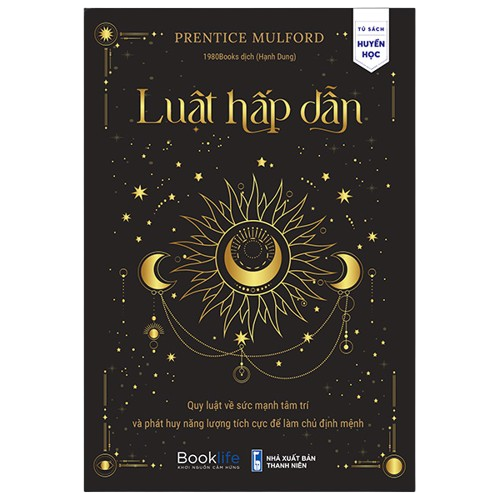 PRENTICE MULFORD
1980Books dịch (Hạnh Dung)
TỦ SÁCH
HUYỀN
HỌC
Luật hấp dẫn
Quy luật về sức mạnh tâm trí
và phát huy năng lượng tích cực để làm chủ định mệnh
Booklife
KHƠI NGUỒN CẢM HỨNG
NHÀ XUẤT BẢN
THANH NIÊN